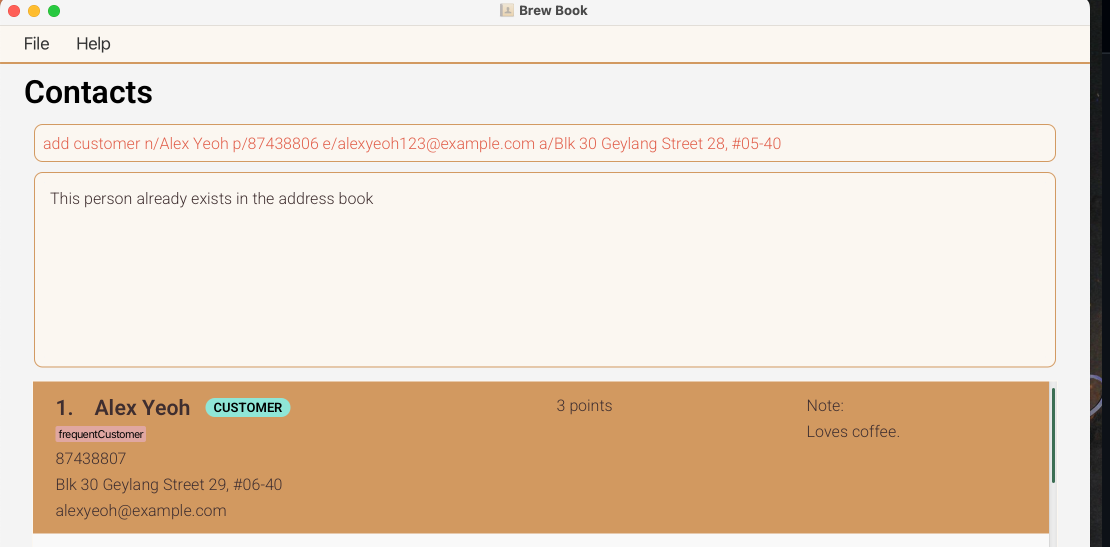 Brew Book
File Help
Contacts
add customer n/Alex Yeoh p/87438806 e/alexyeoh123@example.com a/Blk 30 Geylang Street 28, #05-40
This person already exists in the address book
1. Alex Yeoh CUSTOMER 3 points Note:
frequentCustomer Loves coffee.
87438807
Blk 30 Geylang Street 29, #06-40
alexyeoh@example.com